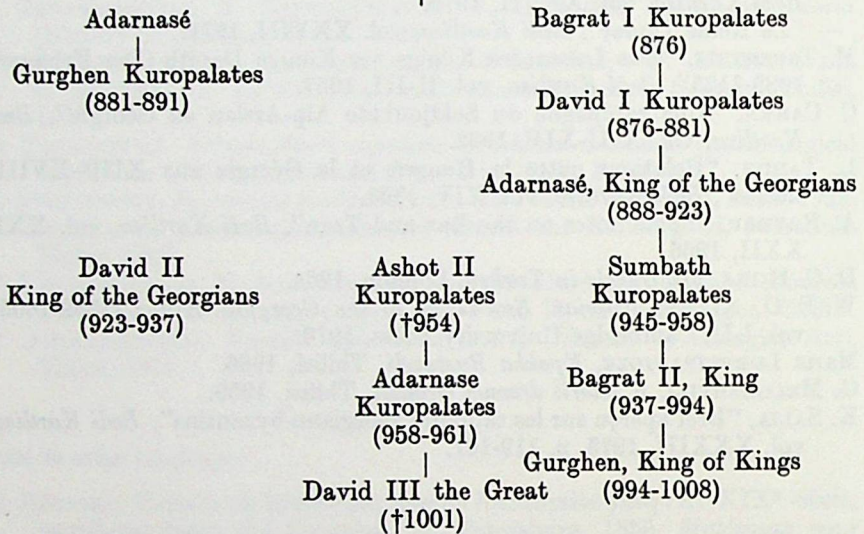 Adarnasé
Gurghen Kuropalates
(881-891)
Bagrat I Kuropalates
(876)
David I Kuropalates
(876-881)
Adarnasé, King of the Georgians
(888-923)
David II
King of the Georgians
(923-937)
Ashot II
Kuropalates
(†954)
Sumbath
Kuropalates
(945-958)
Adarnase
Kuropalates
(958-961)
Bagrat II, King
(937-994)
David III the Great
(†1001)
Gurghen, King of Kings
(994-1008)